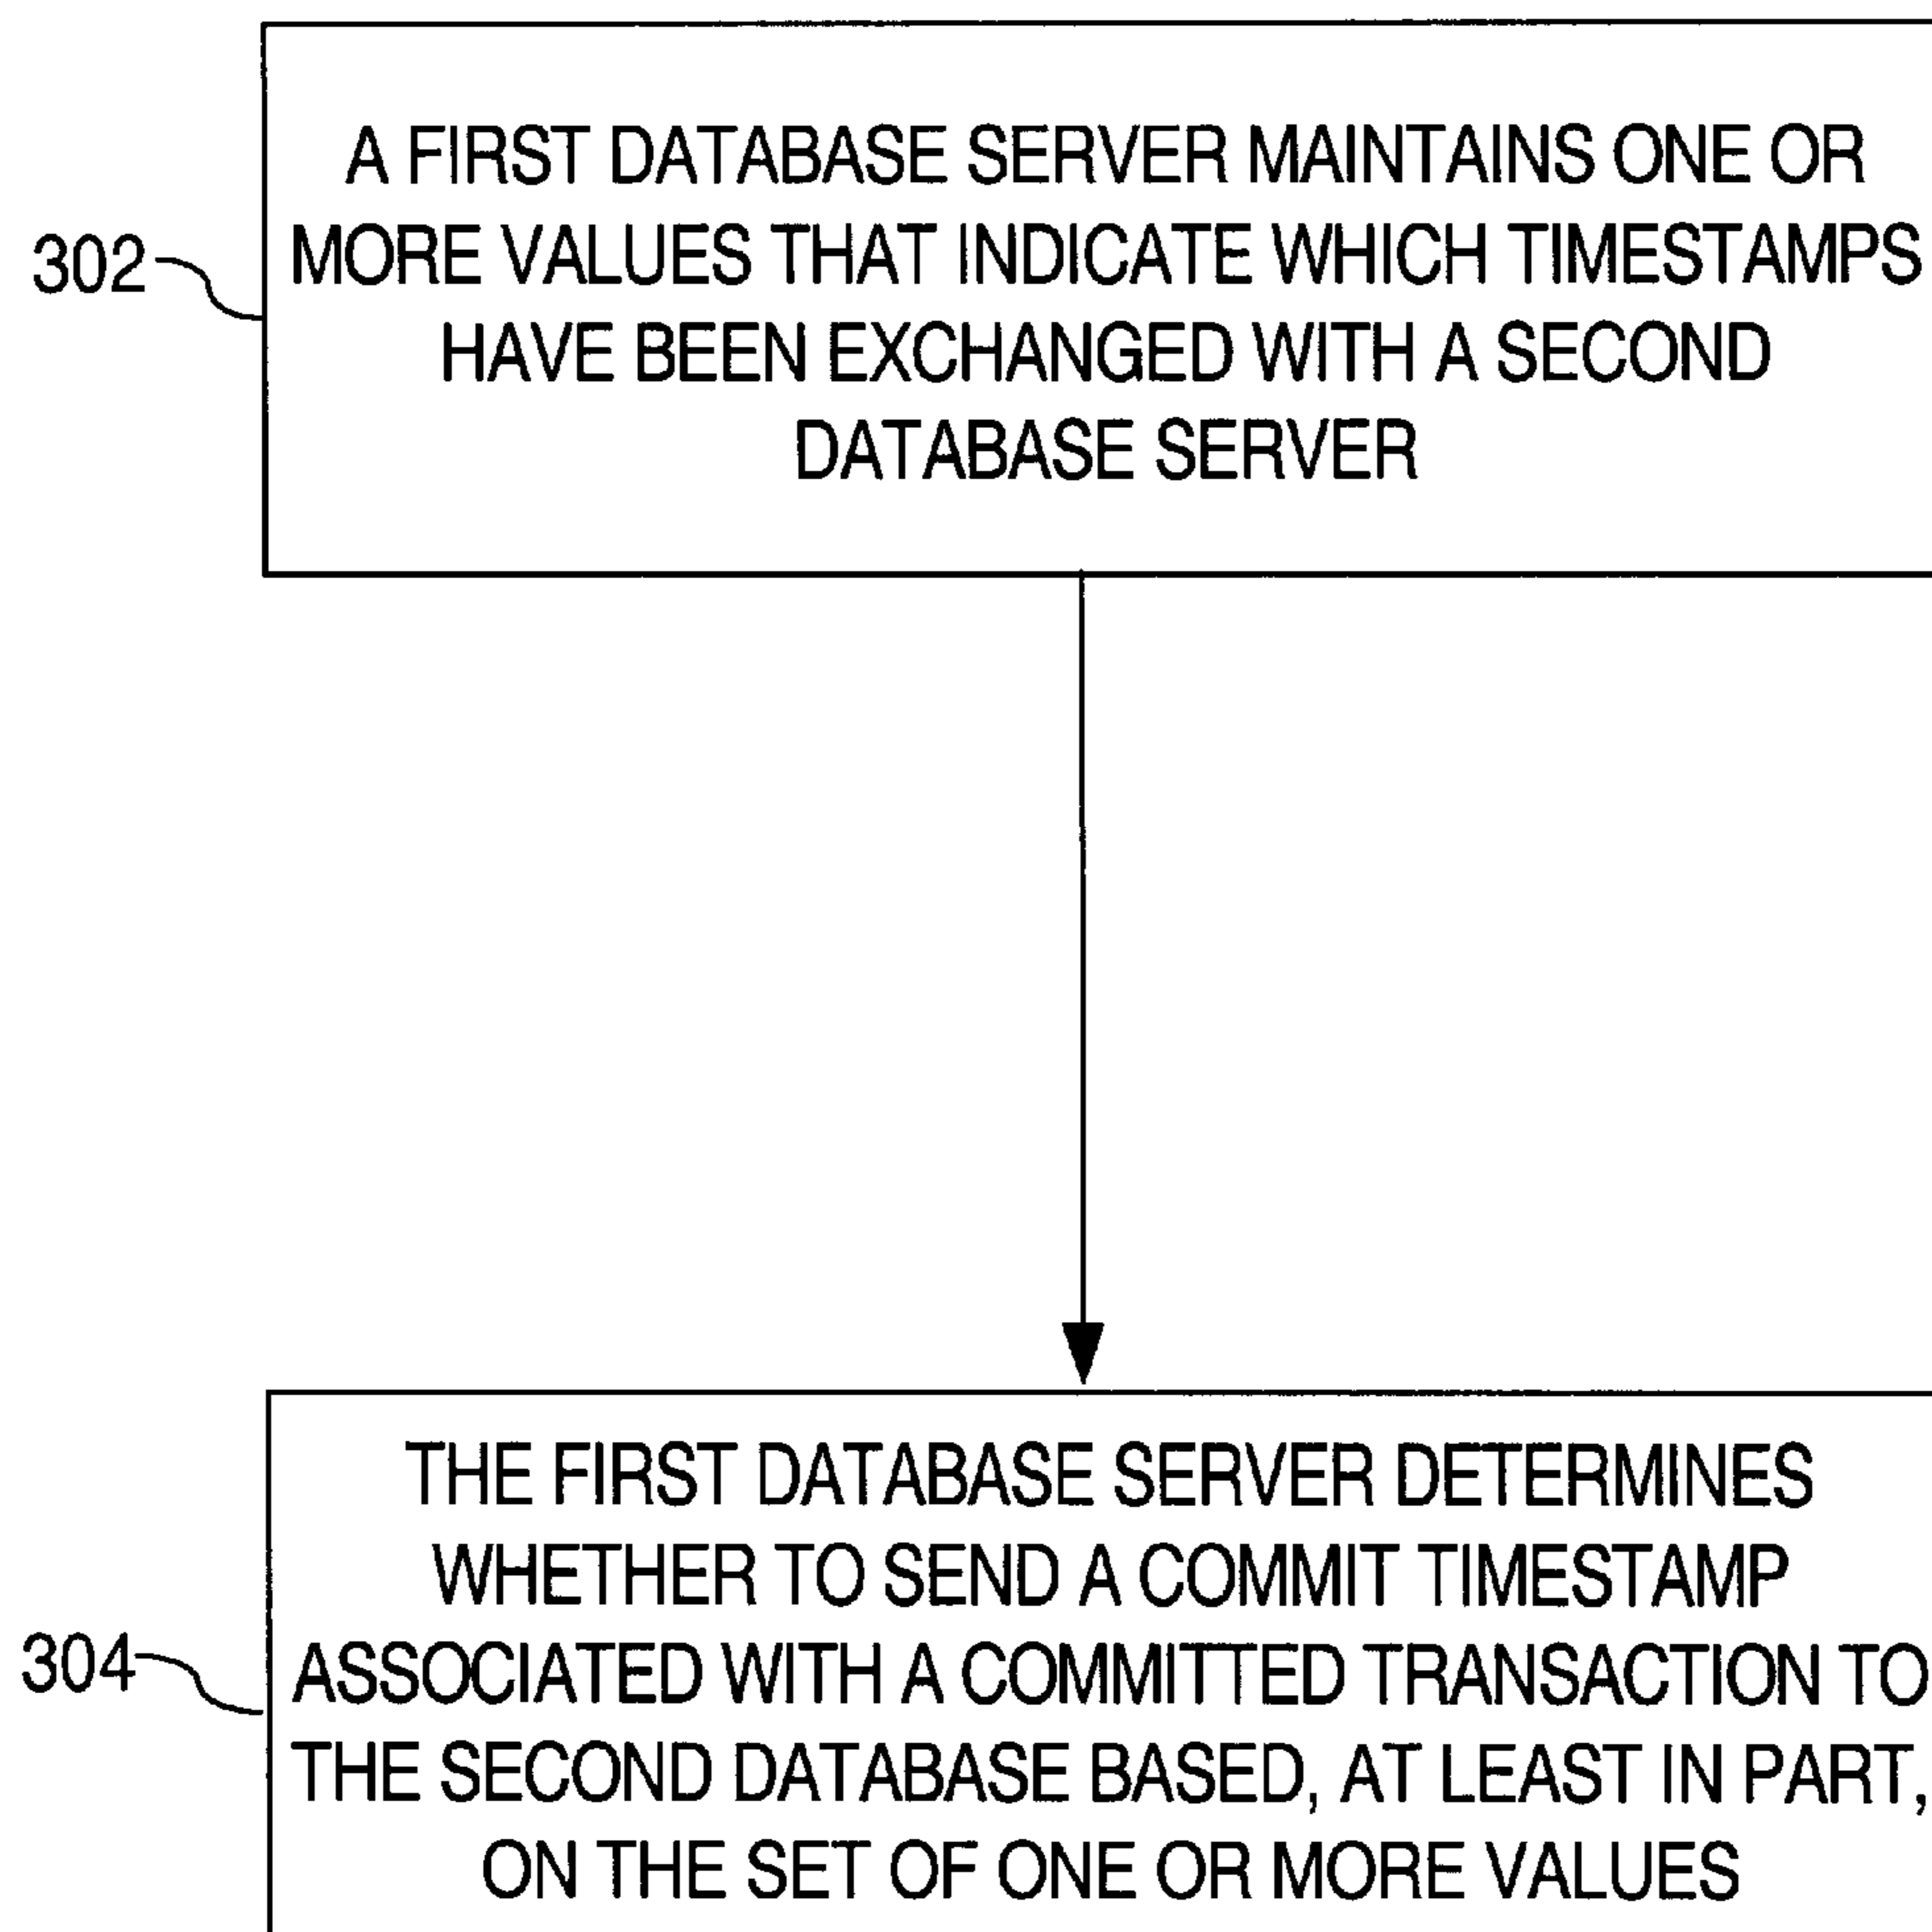 A FIRST DATABASE SERVER MAINTAINS ONE OR
MORE VALUES THAT INDICATE WHICH TIMESTAMPS
HAVE BEEN EXCHANGED WITH A SECOND
DATABASE SERVER
302
THE FIRST DATABASE SERVER DETERMINES
WHETHER TO SEND A COMMIT TIMESTAMP
ASSOCIATED WITH A COMMITTED TRANSACTION TO
THE SECOND DATABASE BASED, AT LEAST IN PART,
ON THE SET OF ONE OR MORE VALUES
304